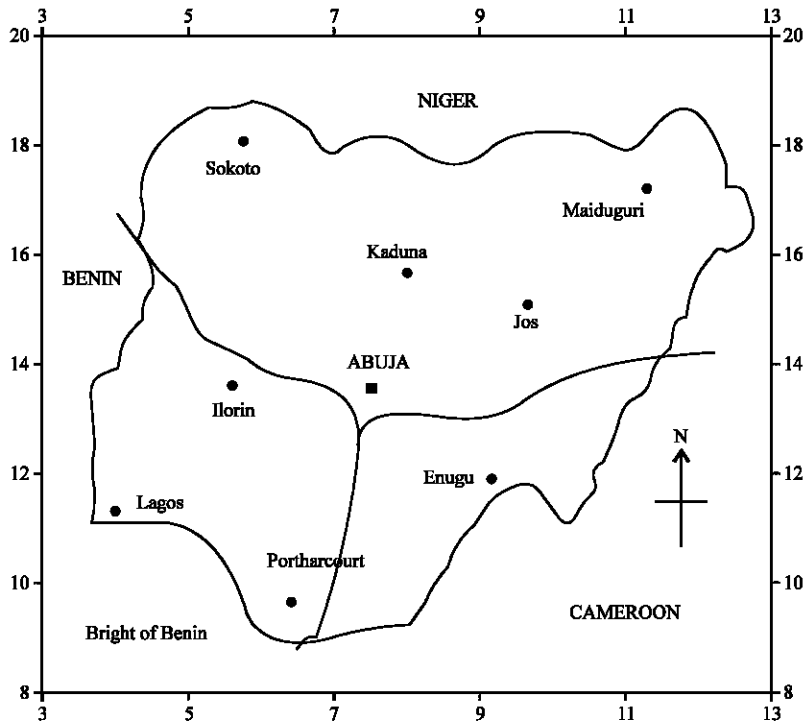 3 5 7 9 11 13
20 20
NIGER
18 18
Sokoto
Maiduguri
16 16
Kaduna
BENIN
Jos
14 ABUJA 14
Ilorin
N
12 12
Enugu
Lagos
Portharcourt
10 10
CAMEROON
Bright of Benin
8 8
3 5 7 9 11 13